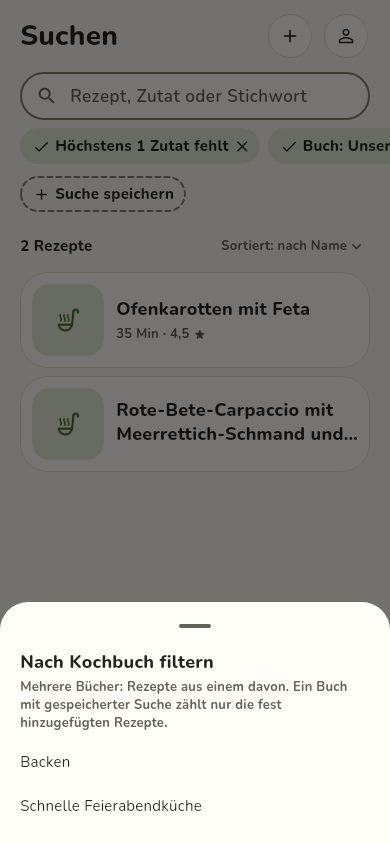 Suchen
Rezept, Zutat oder Stichwort
Höchstens 1 Zutat fehlt
Buch: Unser
Suche speichern
2 Rezepte
Sortiert: nach Name
Ofenkarotten mit Feta
35 Min · 4,5 ★
Rote-Bete-Carpaccio mit
Meerrettich-Schmand und...
Nach Kochbuch filtern
Mehrere Bücher: Rezepte aus einem davon. Ein Buch
mit gespeicherter Suche zählt nur die fest
hinzugefügten Rezepte.
Backen
Schnelle Feierabendküche